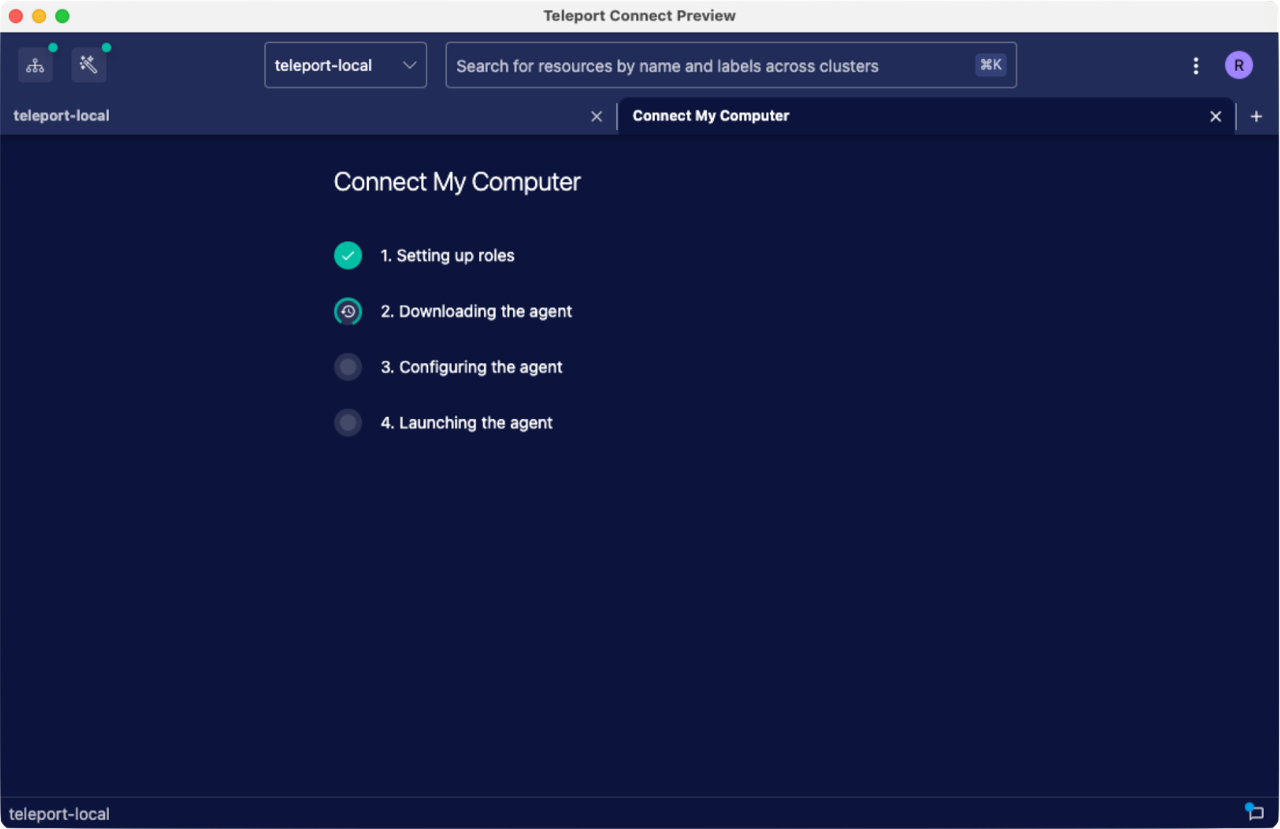 Teleport Connect Preview
teleport-local
Search for resources by name and labels across clusters
⌘K
R
teleport-local
Connect My Computer
Connect My Computer
1. Setting up roles
2. Downloading the agent
3. Configuring the agent
4. Launching the agent
teleport-local